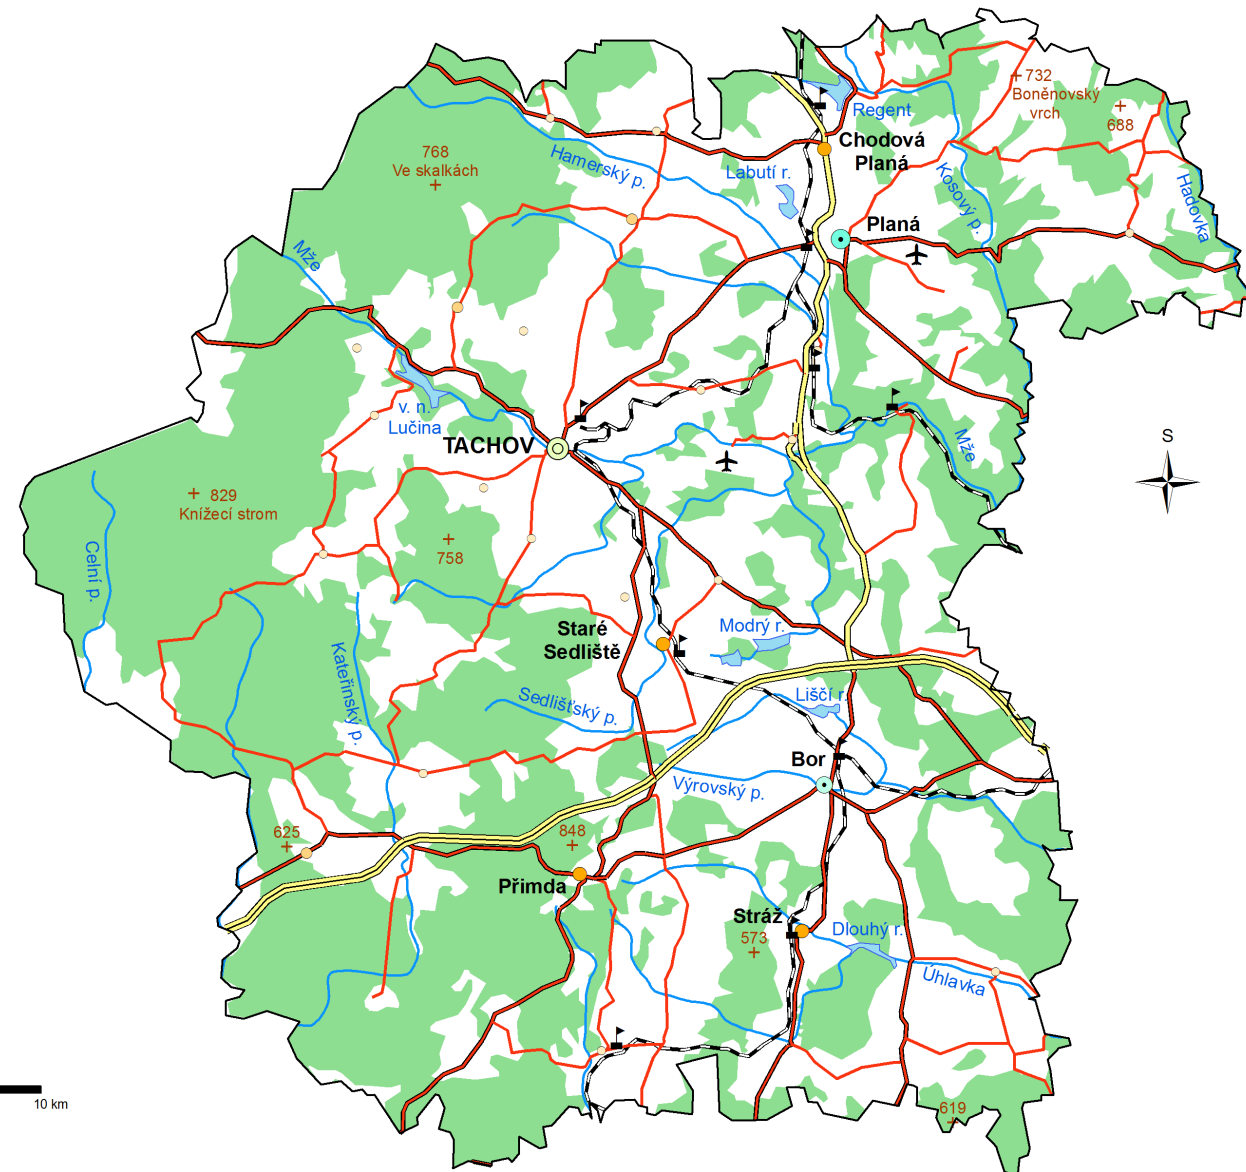 732
Boněnovský
vrch
688
Regent
Chodová
Planá
Hamerský p.
768
Ve skalkách
Labutí r.
Kosový p.
Hadovka
Planá
Mže
v. n.
Lučina
TACHOV
Mže
S
829
Knížecí strom
758
Celní p.
Staré
Sedliště
Modrý r.
Kateřinský p.
Sedlišťský p.
Liščí r.
Bor
Výrovský p.
625
848
Přimda
Stráž
573
Dlouhý r.
Úhlavka
10 km
619